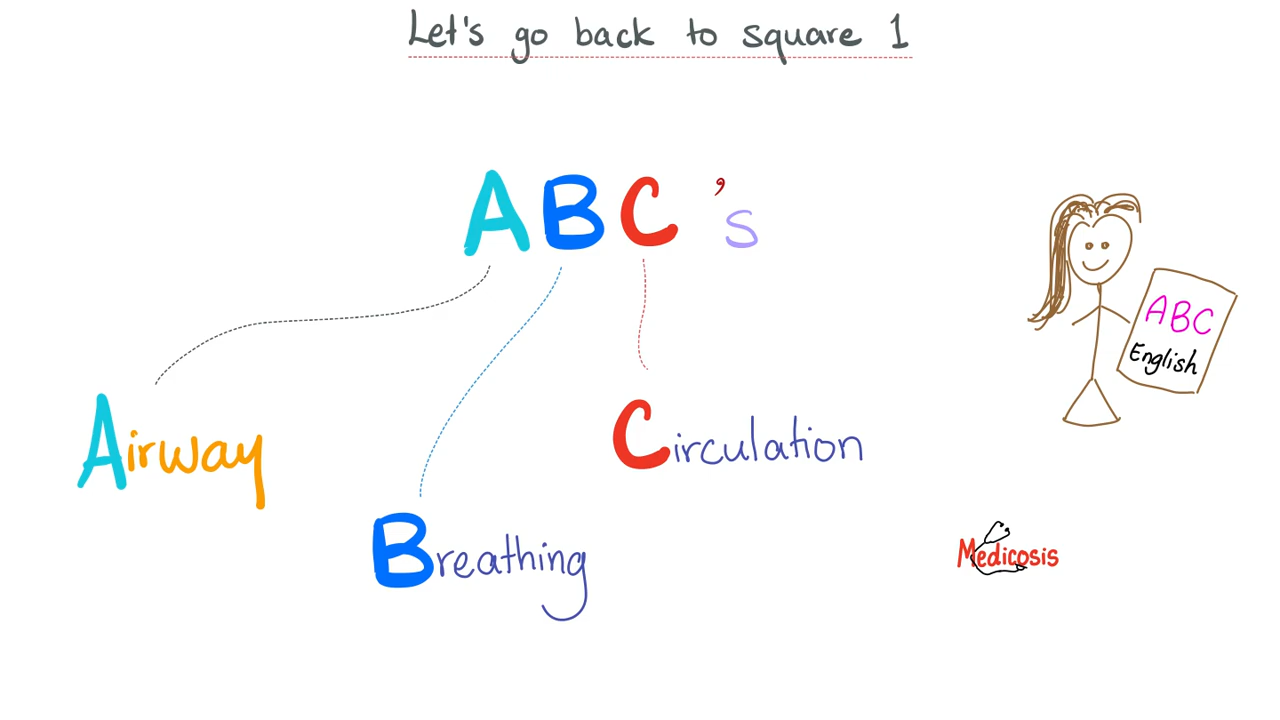 Let's go back to square 1
ABC's
Airway
Breathing
Circulation
ABC
English
Medicosis